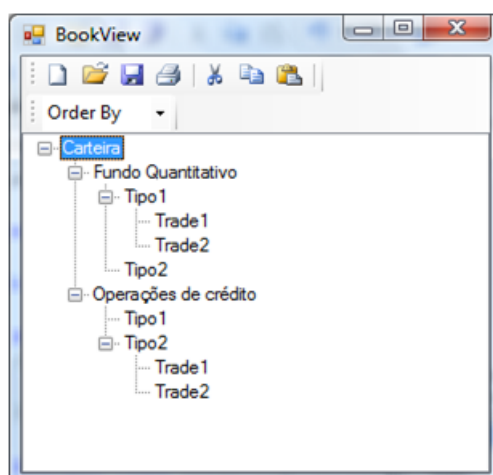 BookView
Order By
Carteira
Fundo Quantitativo
Tipo1
Trade1
Trade2
Tipo2
Operações de crédito
Tipo1
Tipo2
Trade1
Trade2